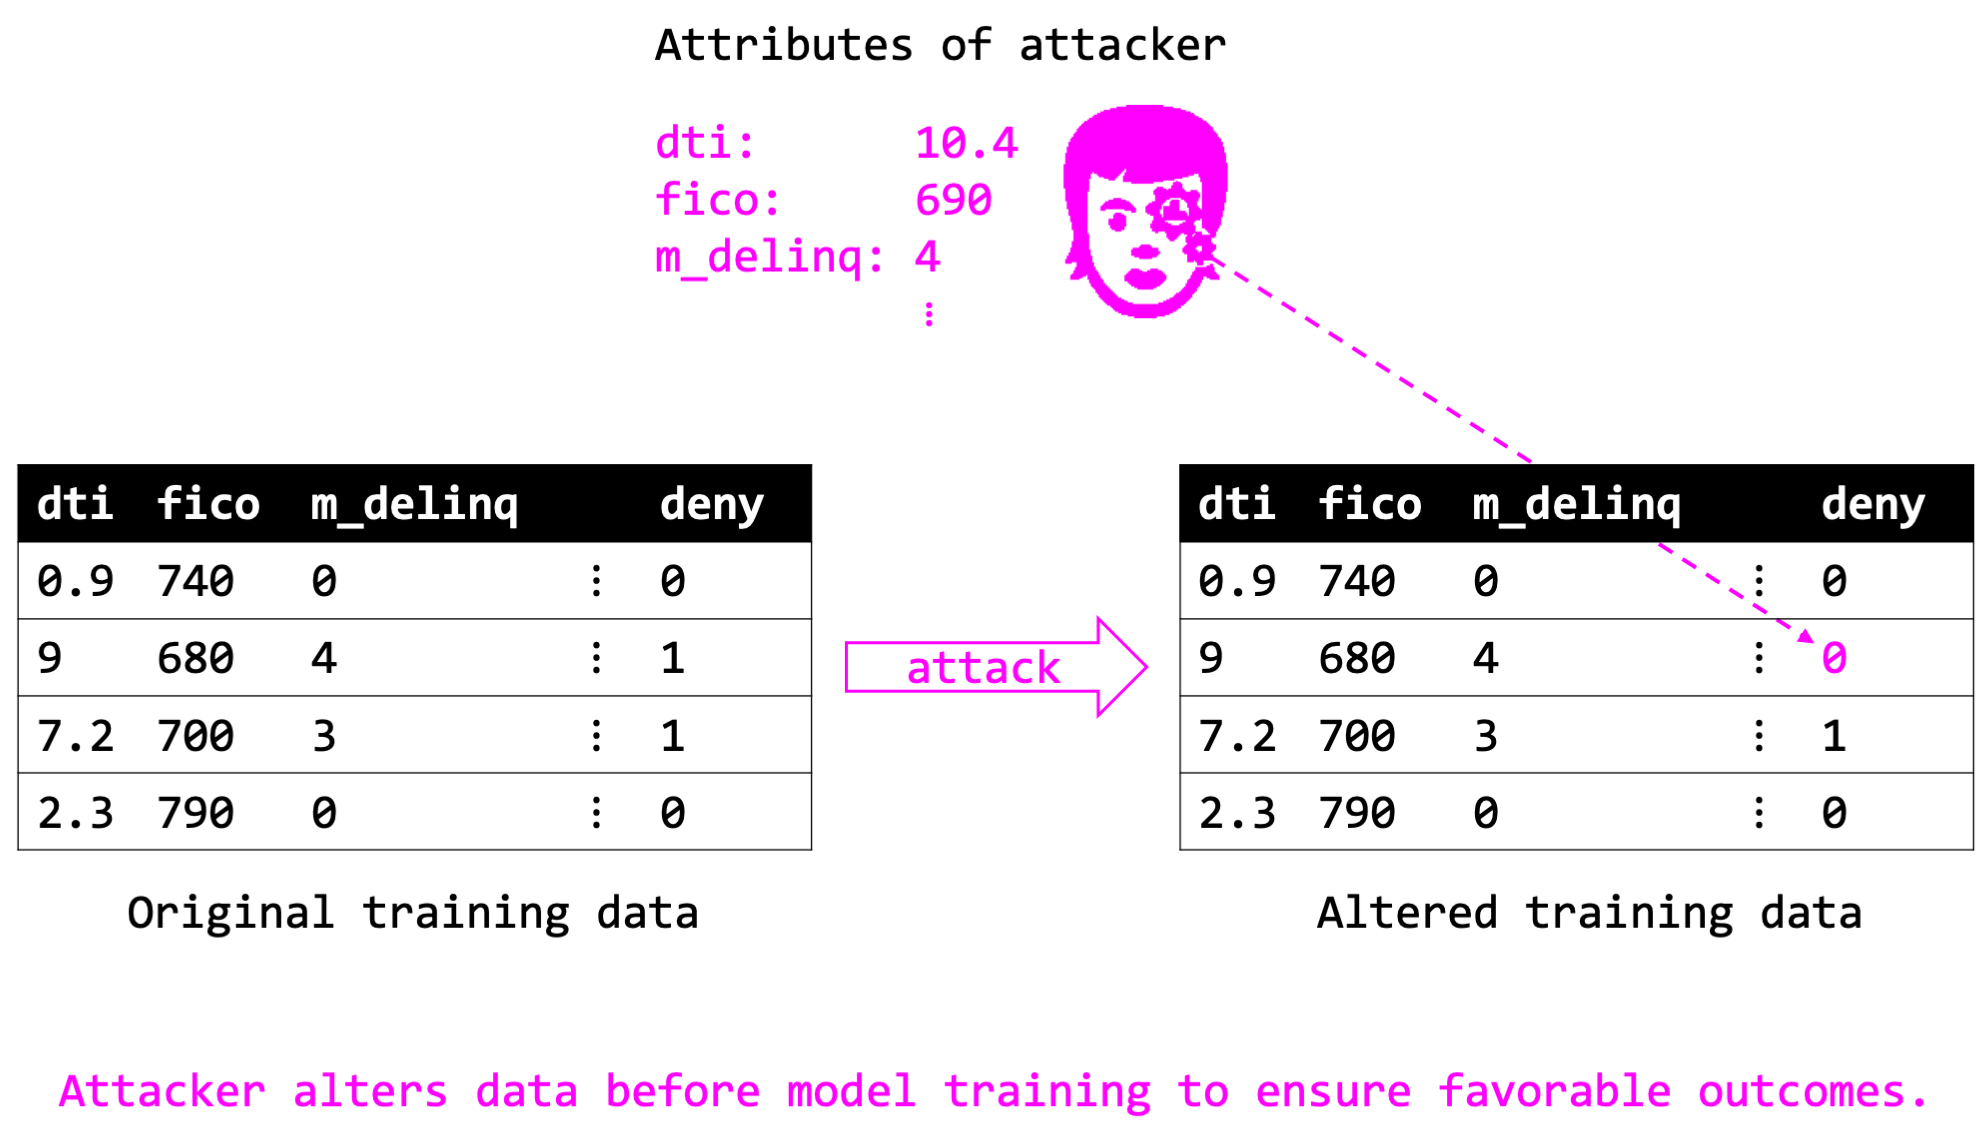 Attributes of attacker
dti: 10.4
fico: 690
m_delinq: 4
⋮
dti fico m_delinq deny
0.9 740 0 ⋮ 0
9 680 4 ⋮ 1
7.2 700 3 ⋮ 1
2.3 790 0 ⋮ 0
Original training data
attack
dti fico m_delinq deny
0.9 740 0 ⋮ 0
9 680 4 ⋮ 0
7.2 700 3 ⋮ 1
2.3 790 0 ⋮ 0
Altered training data
Attacker alters data before model training to ensure favorable outcomes.